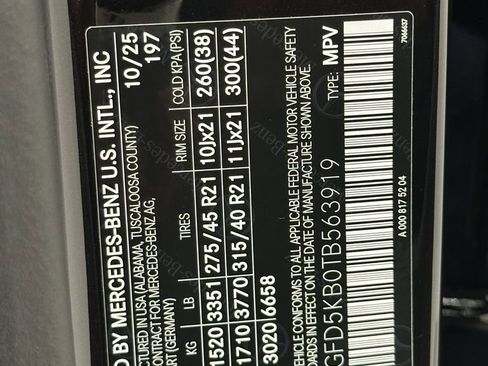 D BY MERCEDES-BENZ U.S. INTL., INC
TURED IN USA (ALABAMA, TUSCALOOSA COUNTY) 10/25
CONTRACT FOR MERCEDES-BENZ AG, 197
ART (GERMANY)
KG LB TIRES RIM SIZE COLD KPA(PSI)
1520 3351 275/45 R21 10Jx21 260(38)
1710 3770 315/40 R21 11Jx21 300(44)
3020 6658
RMS TO ALL APPLICABLE FEDERAL MOTOR VEHICLE SAFETY
DARDS IN EFFECT ON THE DATE OF MANUFACTURE SHOWN ABOVE.
GFD5KB0TB563919 TYPE: MPV
A 000 817 52 04